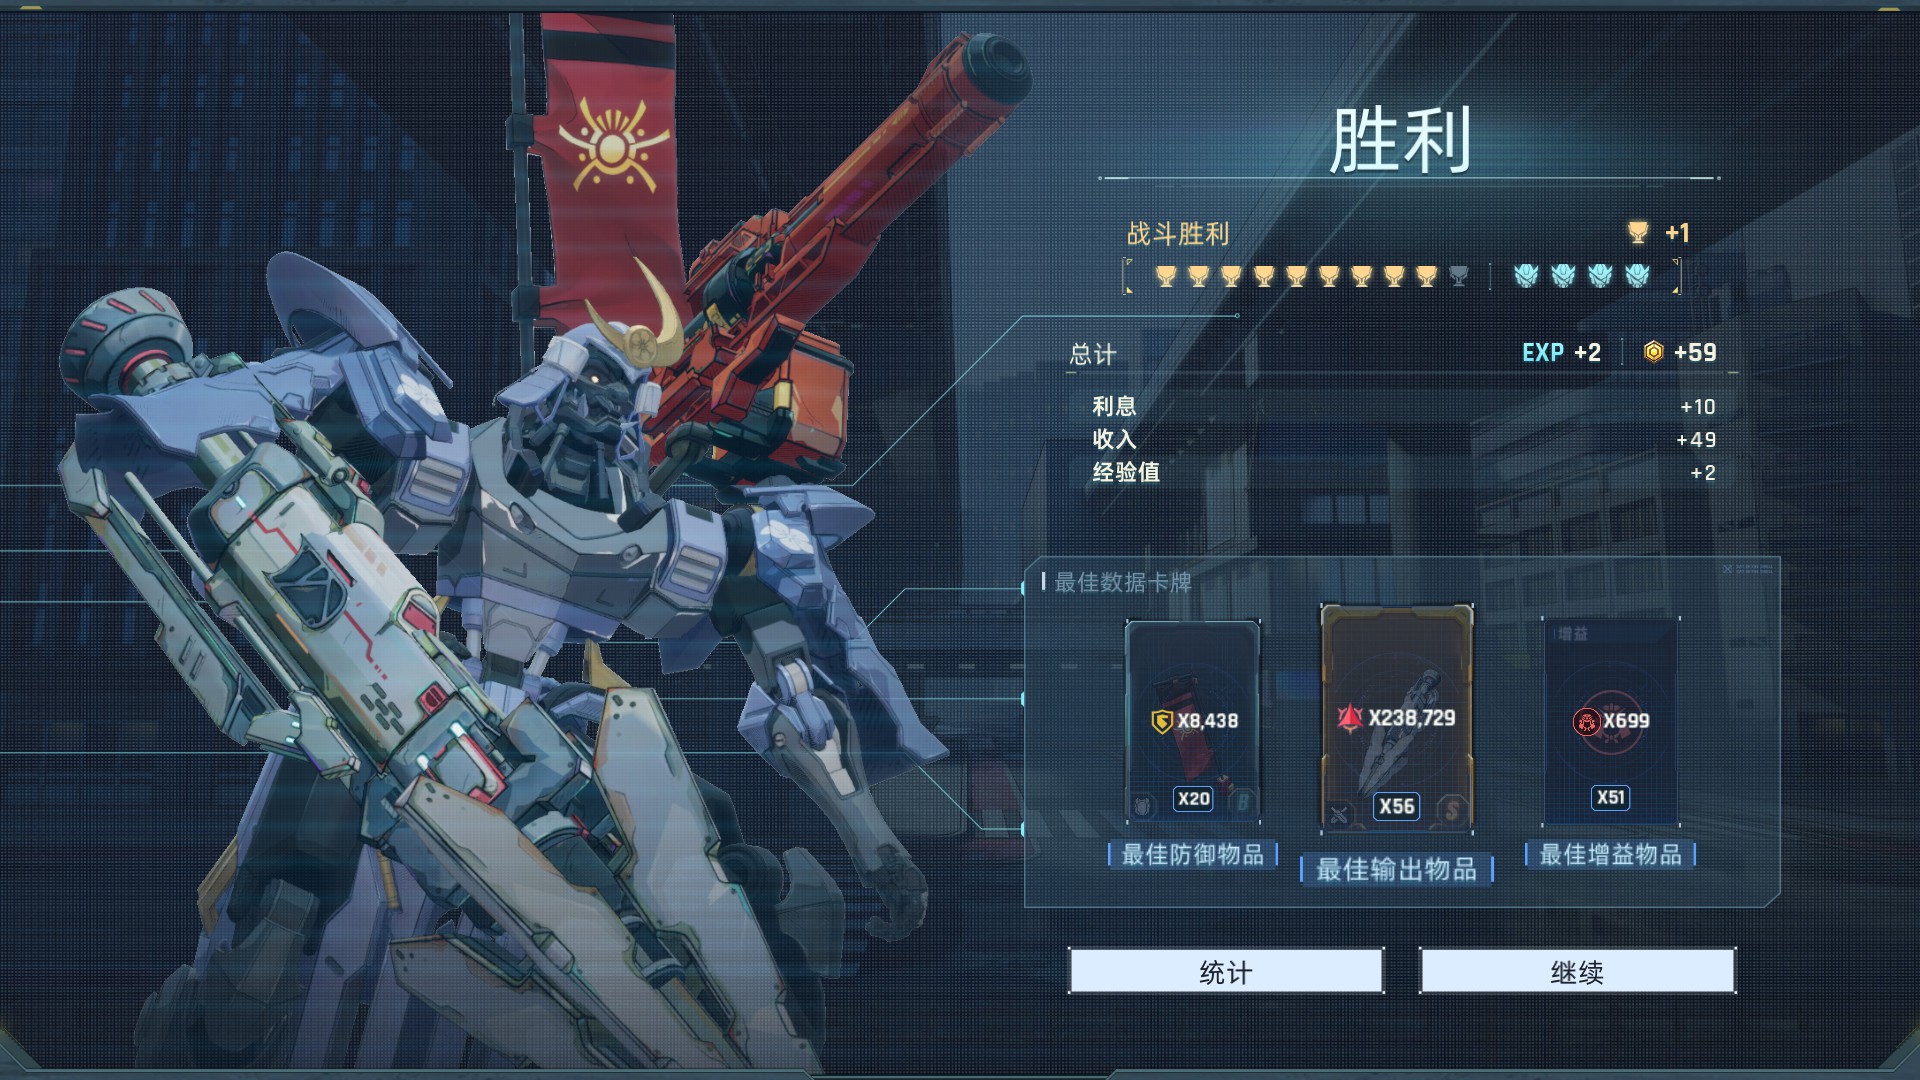 胜利
战斗胜利 +1
总计 EXP +2 +59
利息 +10
收入 +49
经验值 +2
最佳数据卡牌
增益
X8,438 X238,729 X699
X20 B X56 S X51
最佳防御物品 最佳输出物品 最佳增益物品
统计 继续